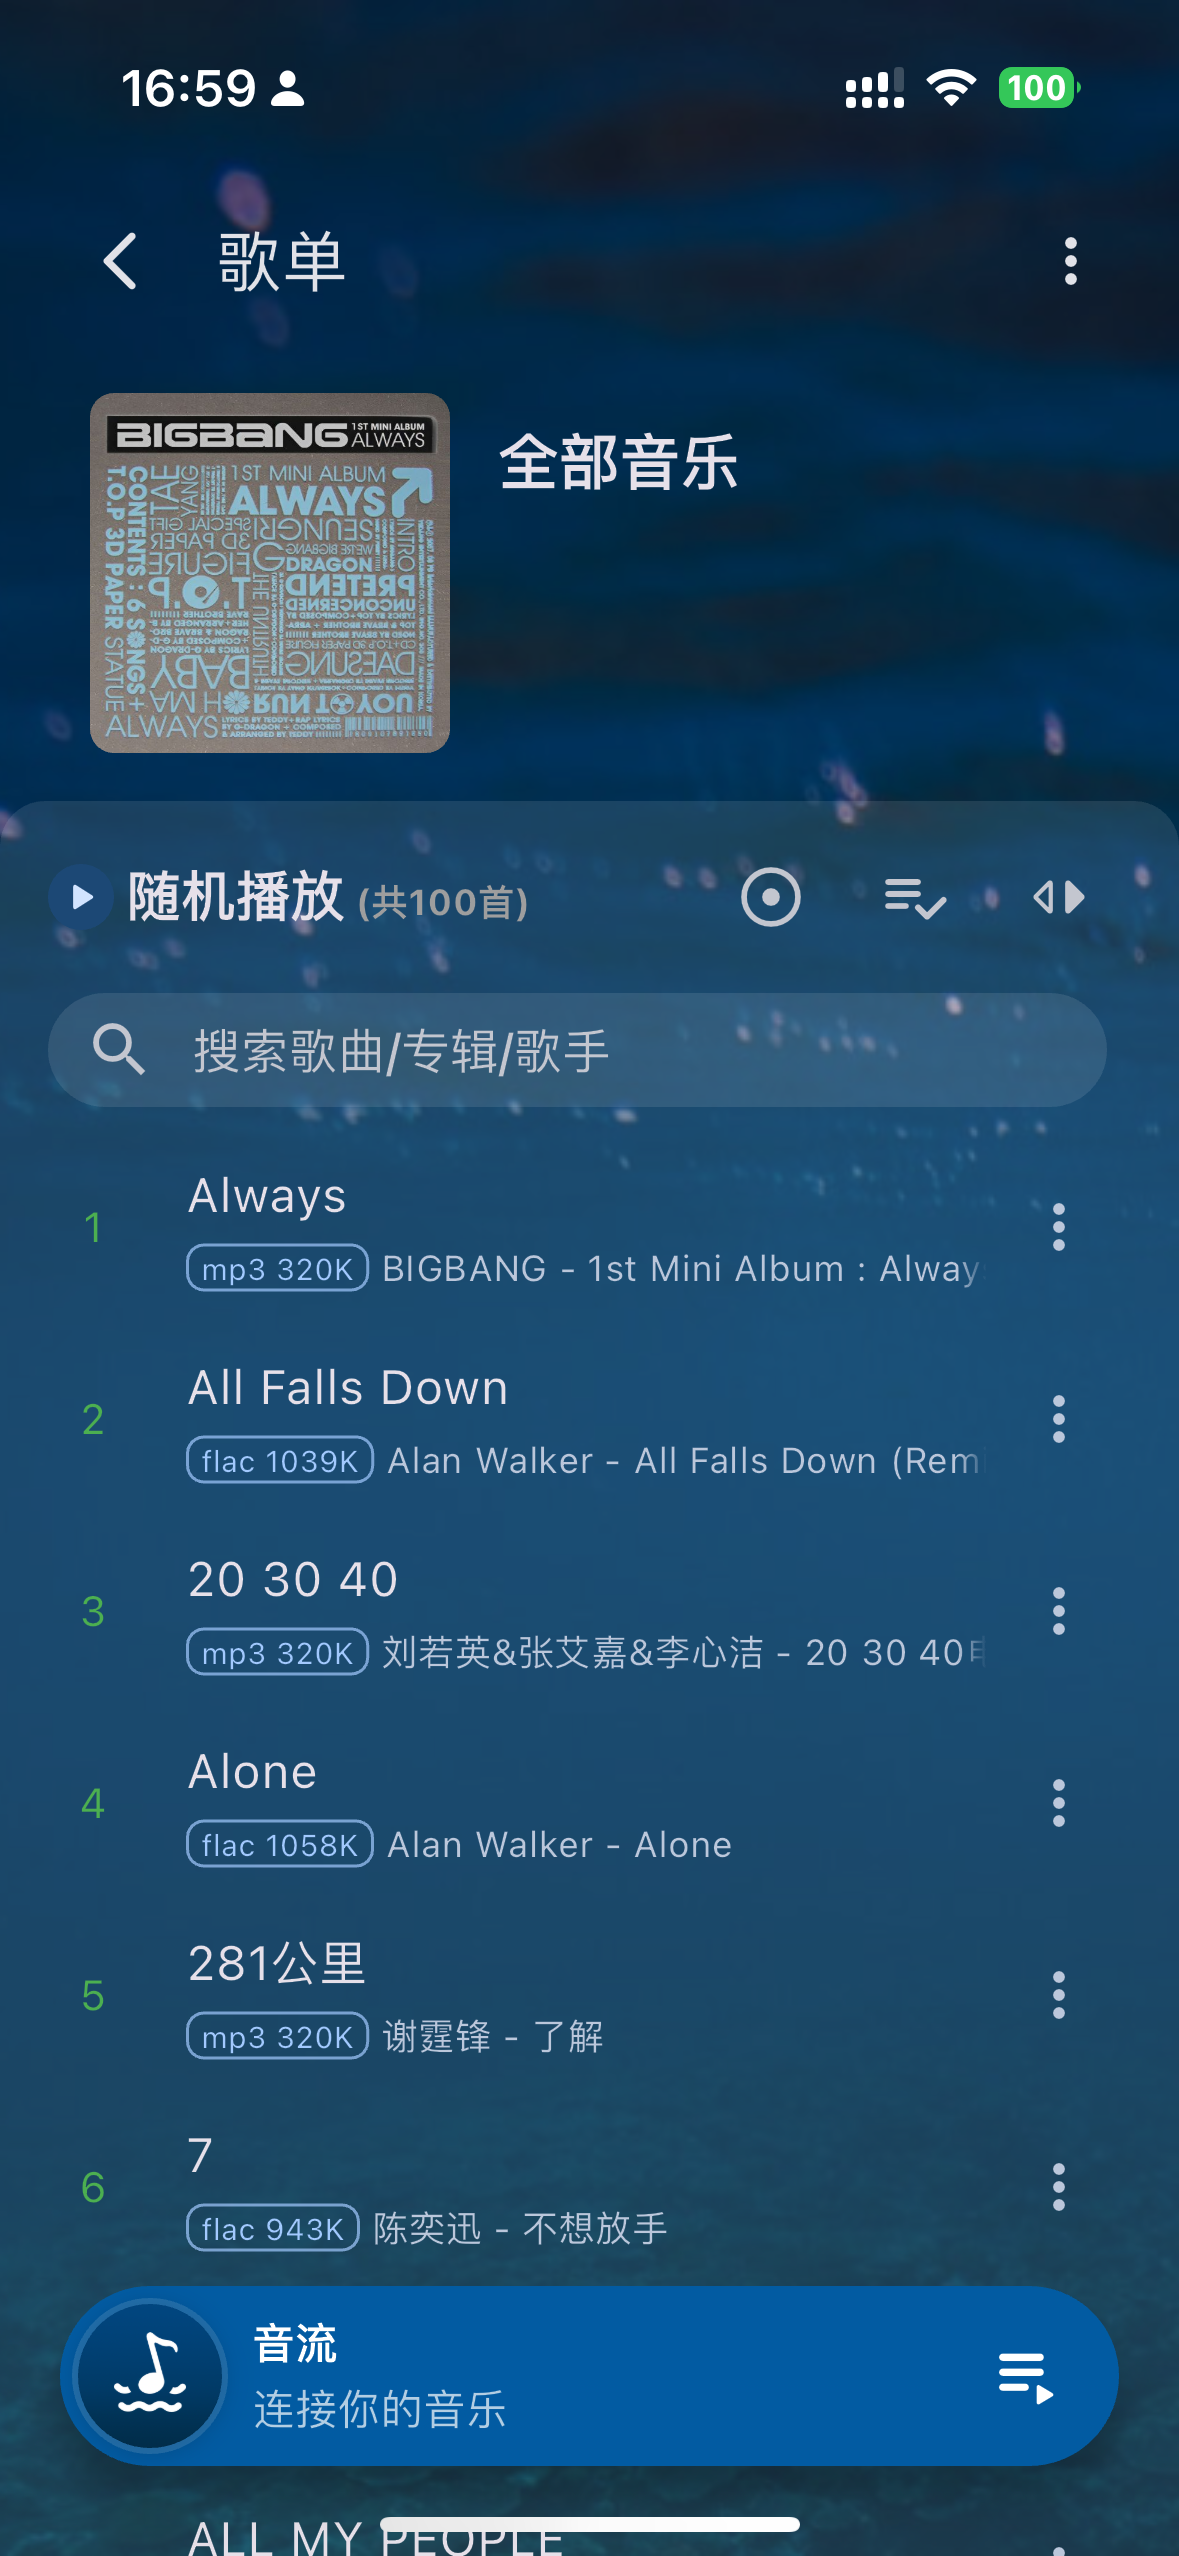 16:59
100
歌单
BIGBANG 1ST MINI ALBUM ALWAYS
1ST MINI ALBUM
ALWAYS
全部音乐
随机播放 (共100首)
搜索歌曲/专辑/歌手
1
Always
mp3 320K BIGBANG - 1st Mini Album : Alway
2
All Falls Down
flac 1039K Alan Walker - All Falls Down (Rem
3
20 30 40
mp3 320K 刘若英&张艾嘉&李心洁 - 20 30 40
4
Alone
flac 1058K Alan Walker - Alone
5
281公里
mp3 320K 谢霆锋 - 了解
6
7
flac 943K 陈奕迅 - 不想放手
音流
连接你的音乐
ALL MY PEOPLE